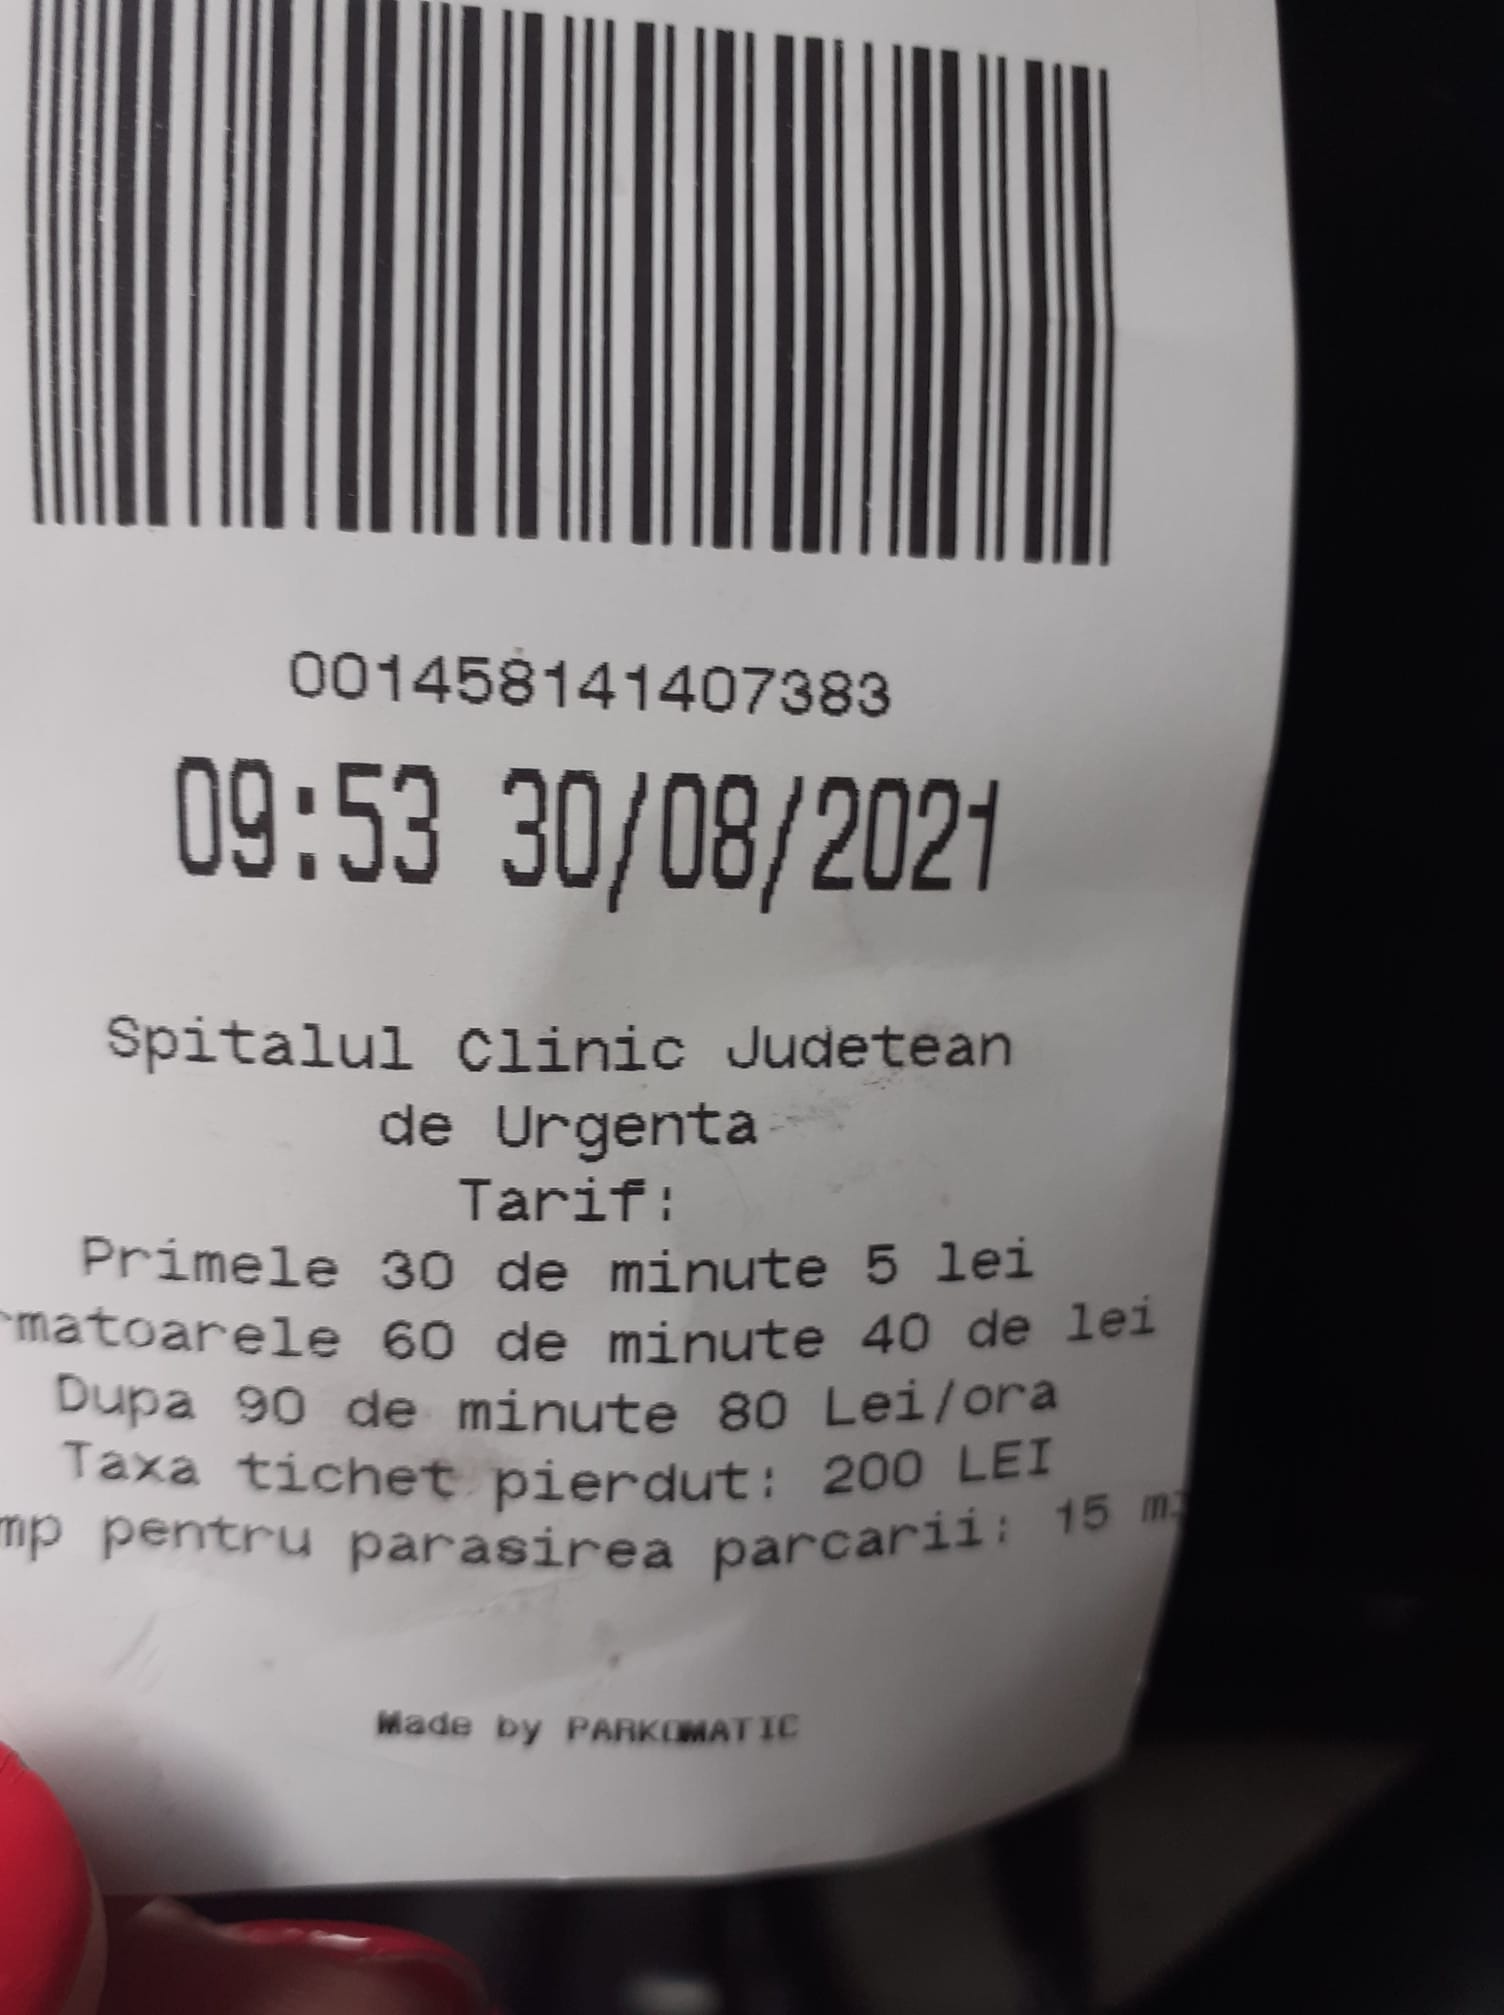 001458141407383
09:53 30/08/2021
Spitalul Clinic Judetean
de Urgenta
Tarif:
Primele 30 de minute 5 lei
rmatoarele 60 de minute 40 de lei
Dupa 90 de minute 80 Lei/ora
Taxa tichet pierdut: 200 LEI
mp pentru parasirea parcarii: 15 m
Made by PARKOMATIC